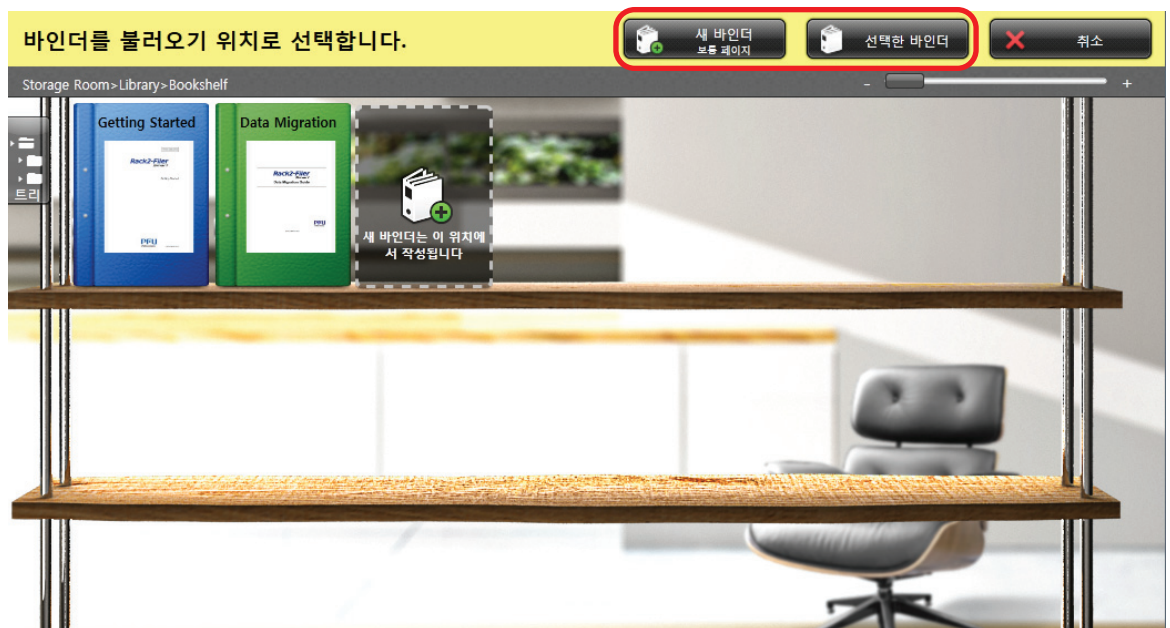 바인더를 불러오기 위치로 선택합니다.
새 바인더
보통 페이지
선택한 바인더
취소
Storage Room>Library>Bookshelf
- +
트리
Getting Started
Rack2-Filer
PFU
Data Migration
Rack2-Filer
Data Migration Guide
PFU
새 바인더는 이 위치에
서 작성됩니다